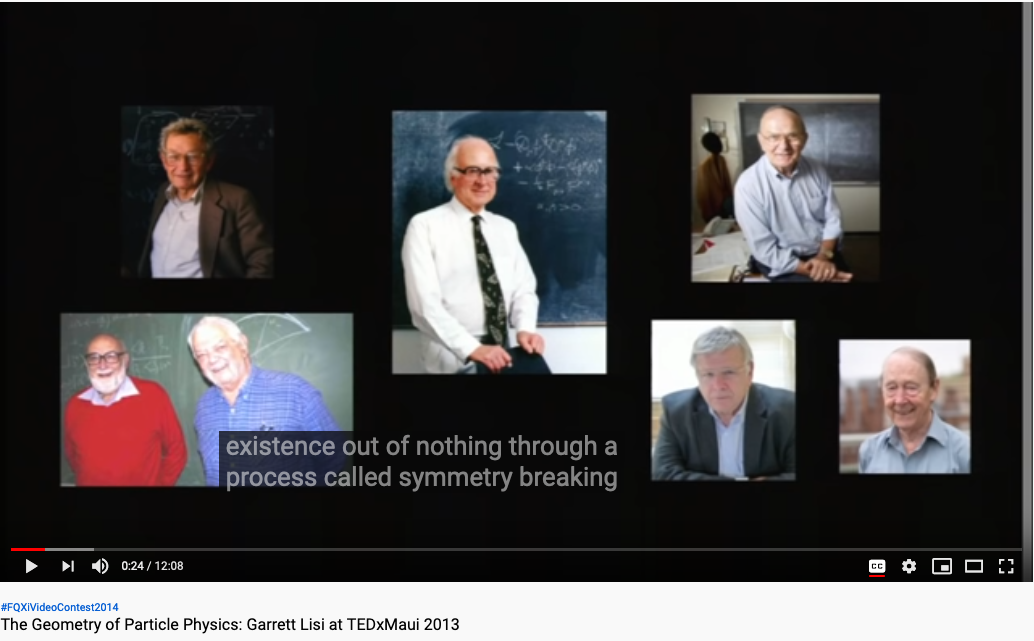 existence out of nothing through a
process called symmetry breaking
0:24 / 12:08
CC
#FQXiVideoContest2014
The Geometry of Particle Physics: Garrett Lisi at TEDxMaui 2013